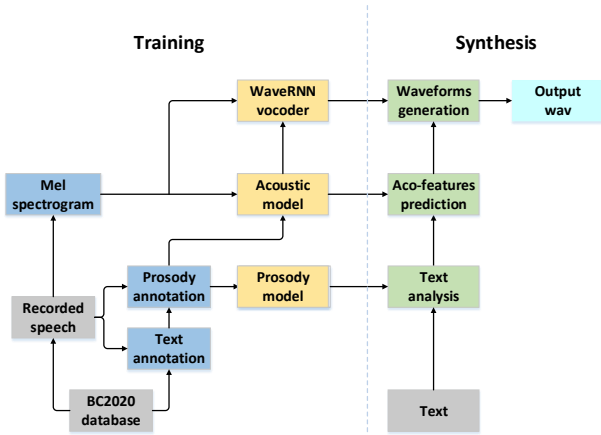 Training
Synthesis
WaveRNN
vocoder
Waveforms
generation
Output
wav
Mel
spectrogram
Acoustic
model
Aco-features
prediction
Prosody
annotation
Prosody
model
Text
analysis
Recorded
speech
Text
annotation
BC2020
database
Text